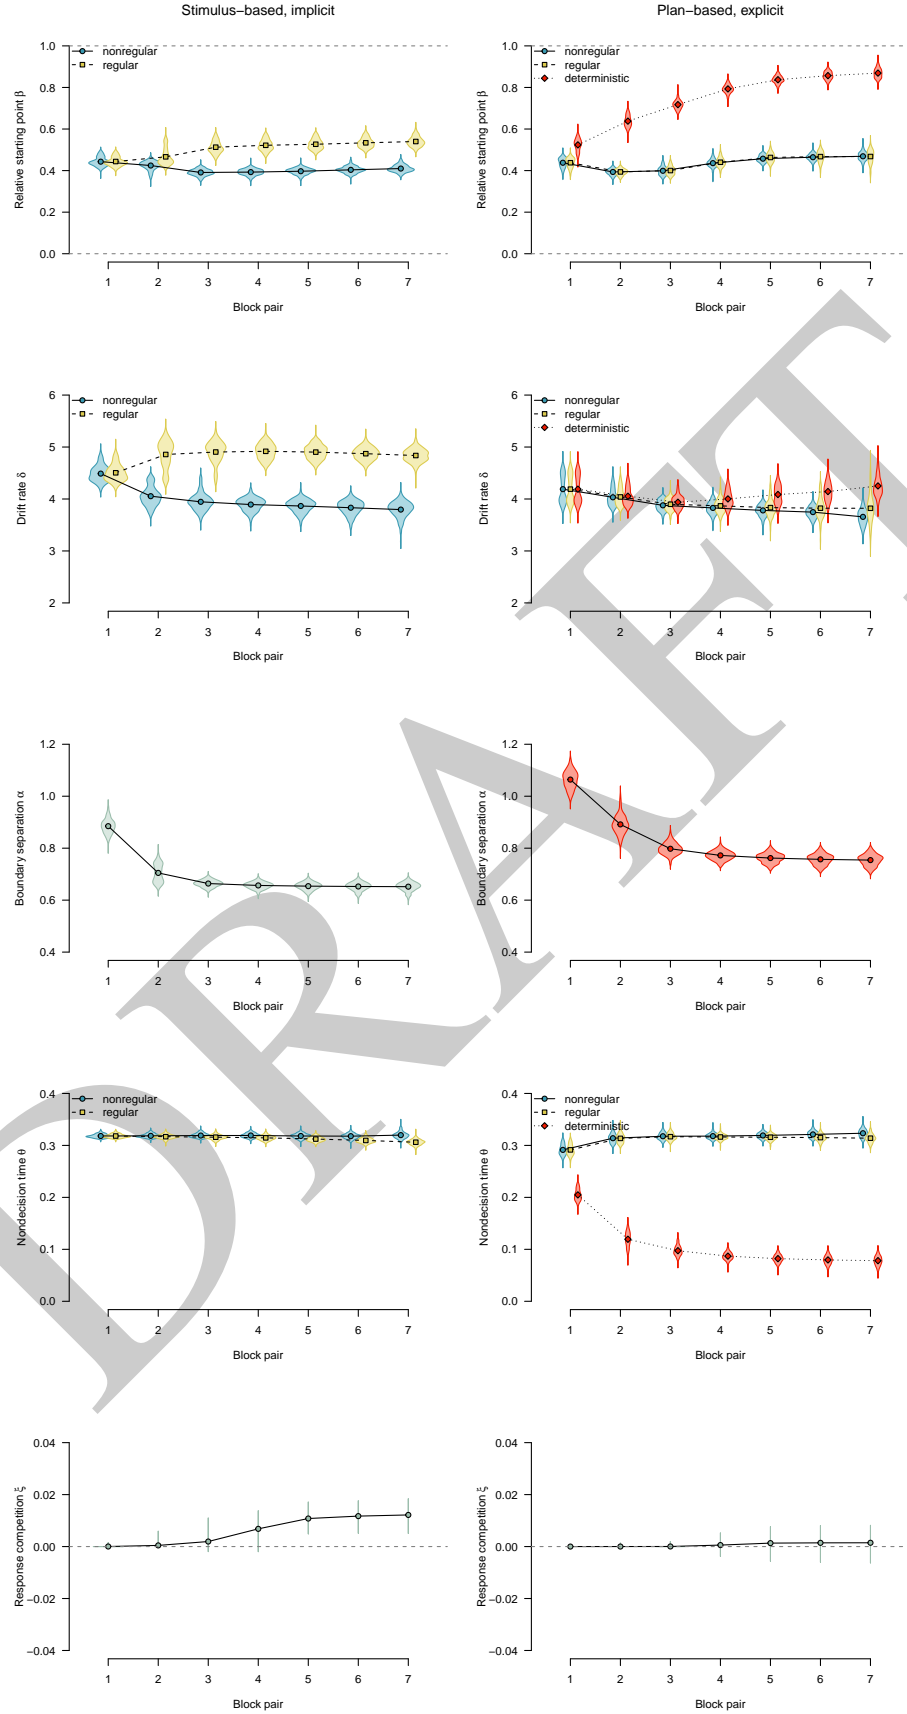 Stimulus−based, implicit
Plan−based, explicit
Relative starting point β
1.0
0.8
0.6
0.4
0.2
0.0
nonregular
regular
1 2 3 4 5 6 7
Block pair
Relative starting point β
1.0
0.8
0.6
0.4
0.2
0.0
nonregular
regular
deterministic
1 2 3 4 5 6 7
Block pair
Drift rate δ
6
5
4
3
2
nonregular
regular
1 2 3 4 5 6 7
Block pair
Drift rate δ
6
5
4
3
2
nonregular
regular
deterministic
1 2 3 4 5 6 7
Block pair
Boundary separation α
1.2
1.0
0.8
0.6
0.4
1 2 3 4 5 6 7
Block pair
Boundary separation α
1.2
1.0
0.8
0.6
0.4
1 2 3 4 5 6 7
Block pair
Nondecision time θ
0.4
0.3
0.2
0.1
0.0
nonregular
regular
1 2 3 4 5 6 7
Block pair
Nondecision time θ
0.4
0.3
0.2
0.1
0.0
nonregular
regular
deterministic
1 2 3 4 5 6 7
Block pair
Response competition ξ
0.04
0.02
0.00
−0.02
−0.04
1 2 3 4 5 6 7
Block pair
Response competition ξ
0.04
0.02
0.00
−0.02
−0.04
1 2 3 4 5 6 7
Block pair
DRAFT